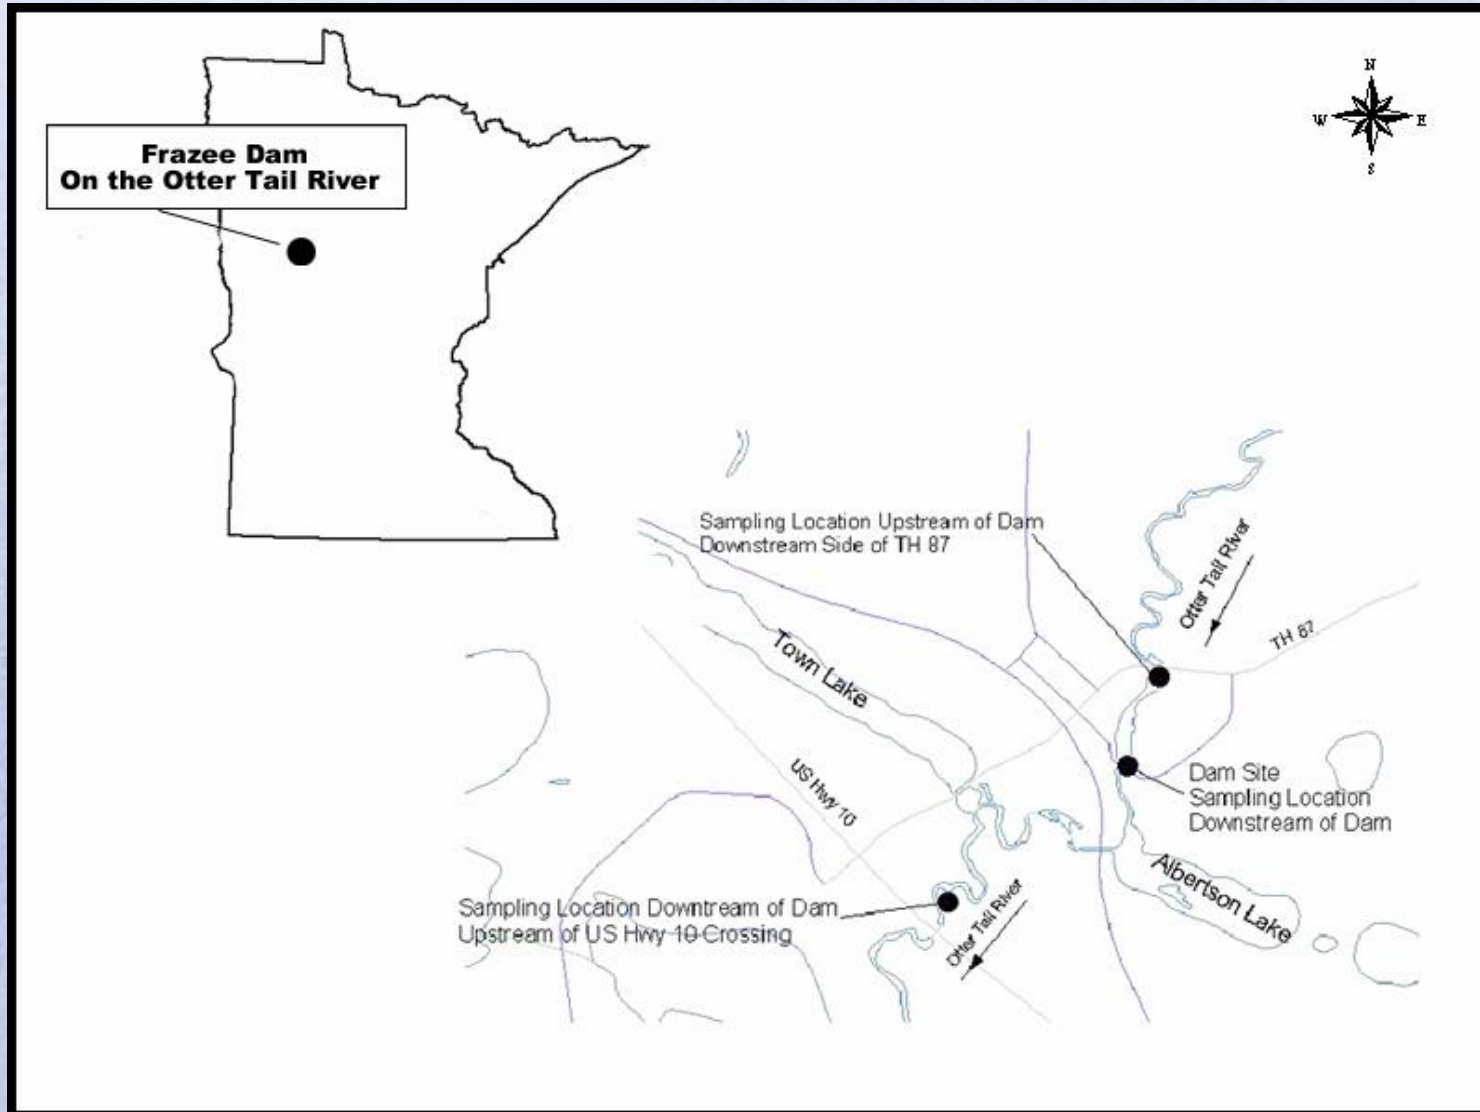 Frazee Dam
On the Otter Tail River
N
W
E
S
Sampling Location Upstream of Dam
Downstream Side of TH 87
Otter Tail River
TH 87
Town Lake
US Hwy 10
Dam Site
Sampling Location
Downstream of Dam
Albertson Lake
Sampling Location Downtream of Dam
Upstream of US Hwy 10 Crossing
Otter Tail River